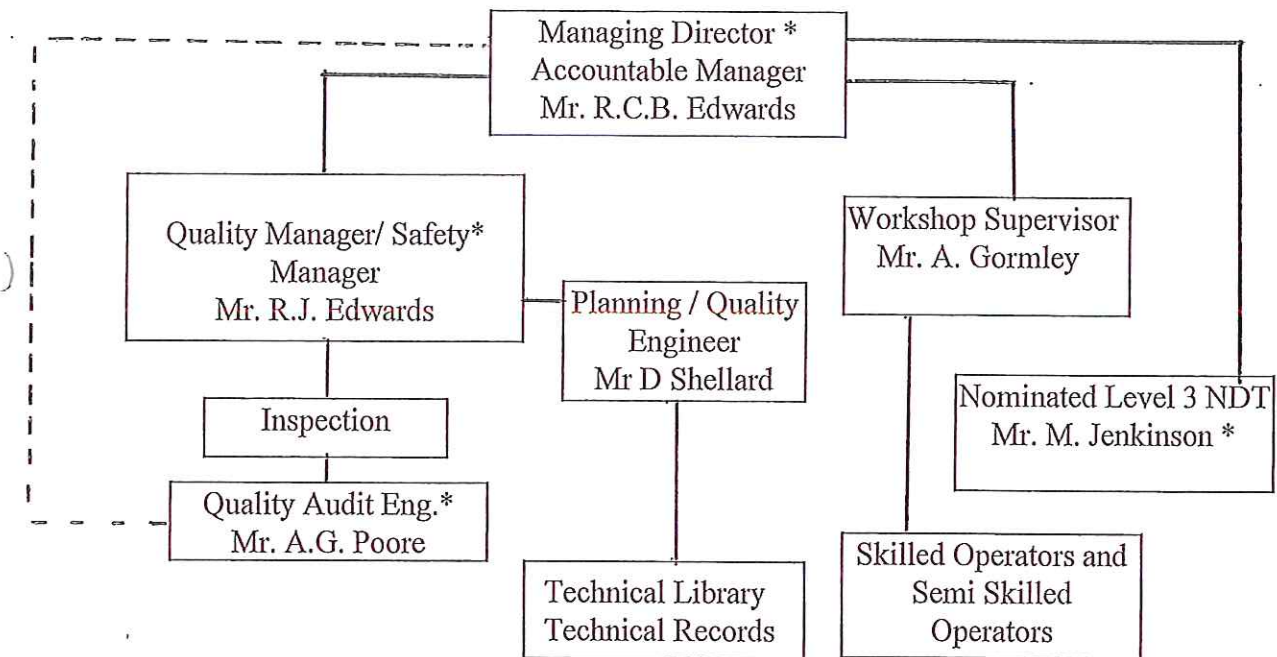 Managing Director *
Accountable Manager
Mr. R.C.B. Edwards
Quality Manager/ Safety*
Manager
Mr. R.J. Edwards
Workshop Supervisor
Mr. A. Gormley
Planning / Quality
Engineer
Mr D Shellard
Nominated Level 3 NDT
Mr. M. Jenkinson *
Inspection
Quality Audit Eng.*
Mr. A.G. Poore
Skilled Operators and
Semi Skilled
Operators
Technical Library
Technical Records